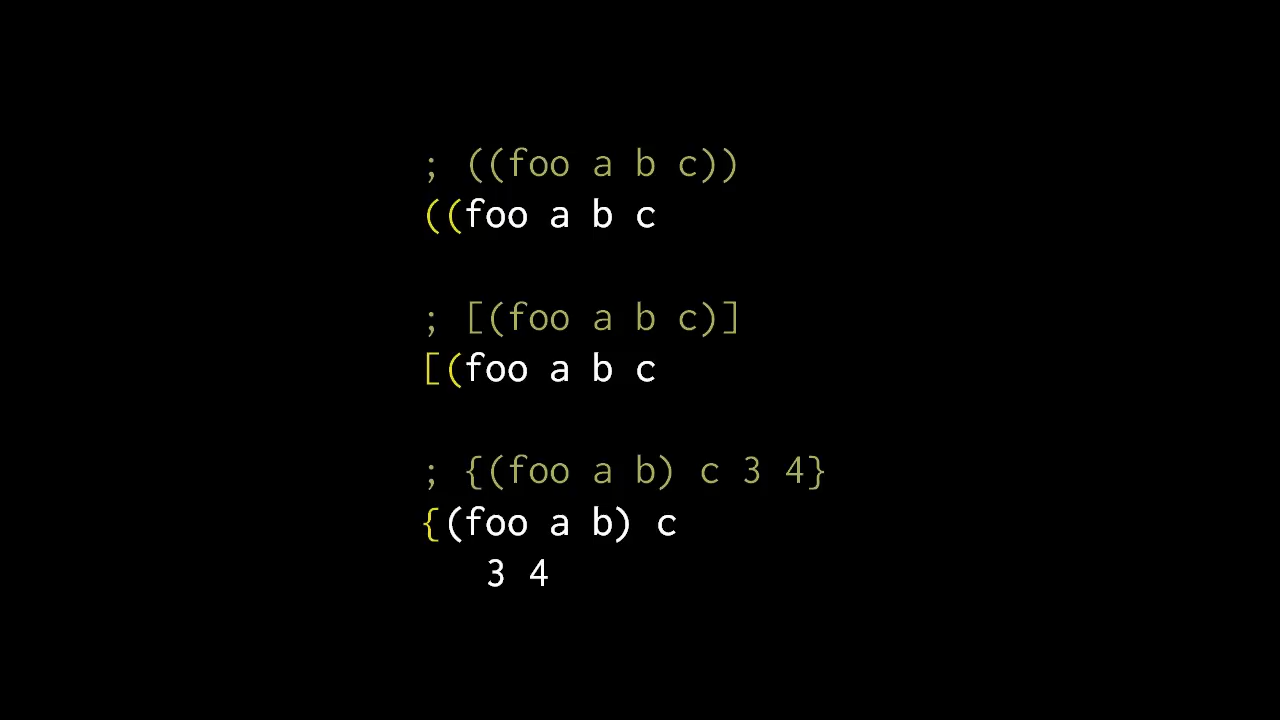 ; ((foo a b c))
((foo a b c
; [(foo a b c)]
[(foo a b c
; {(foo a b) c 3 4}
{(foo a b) c
3 4